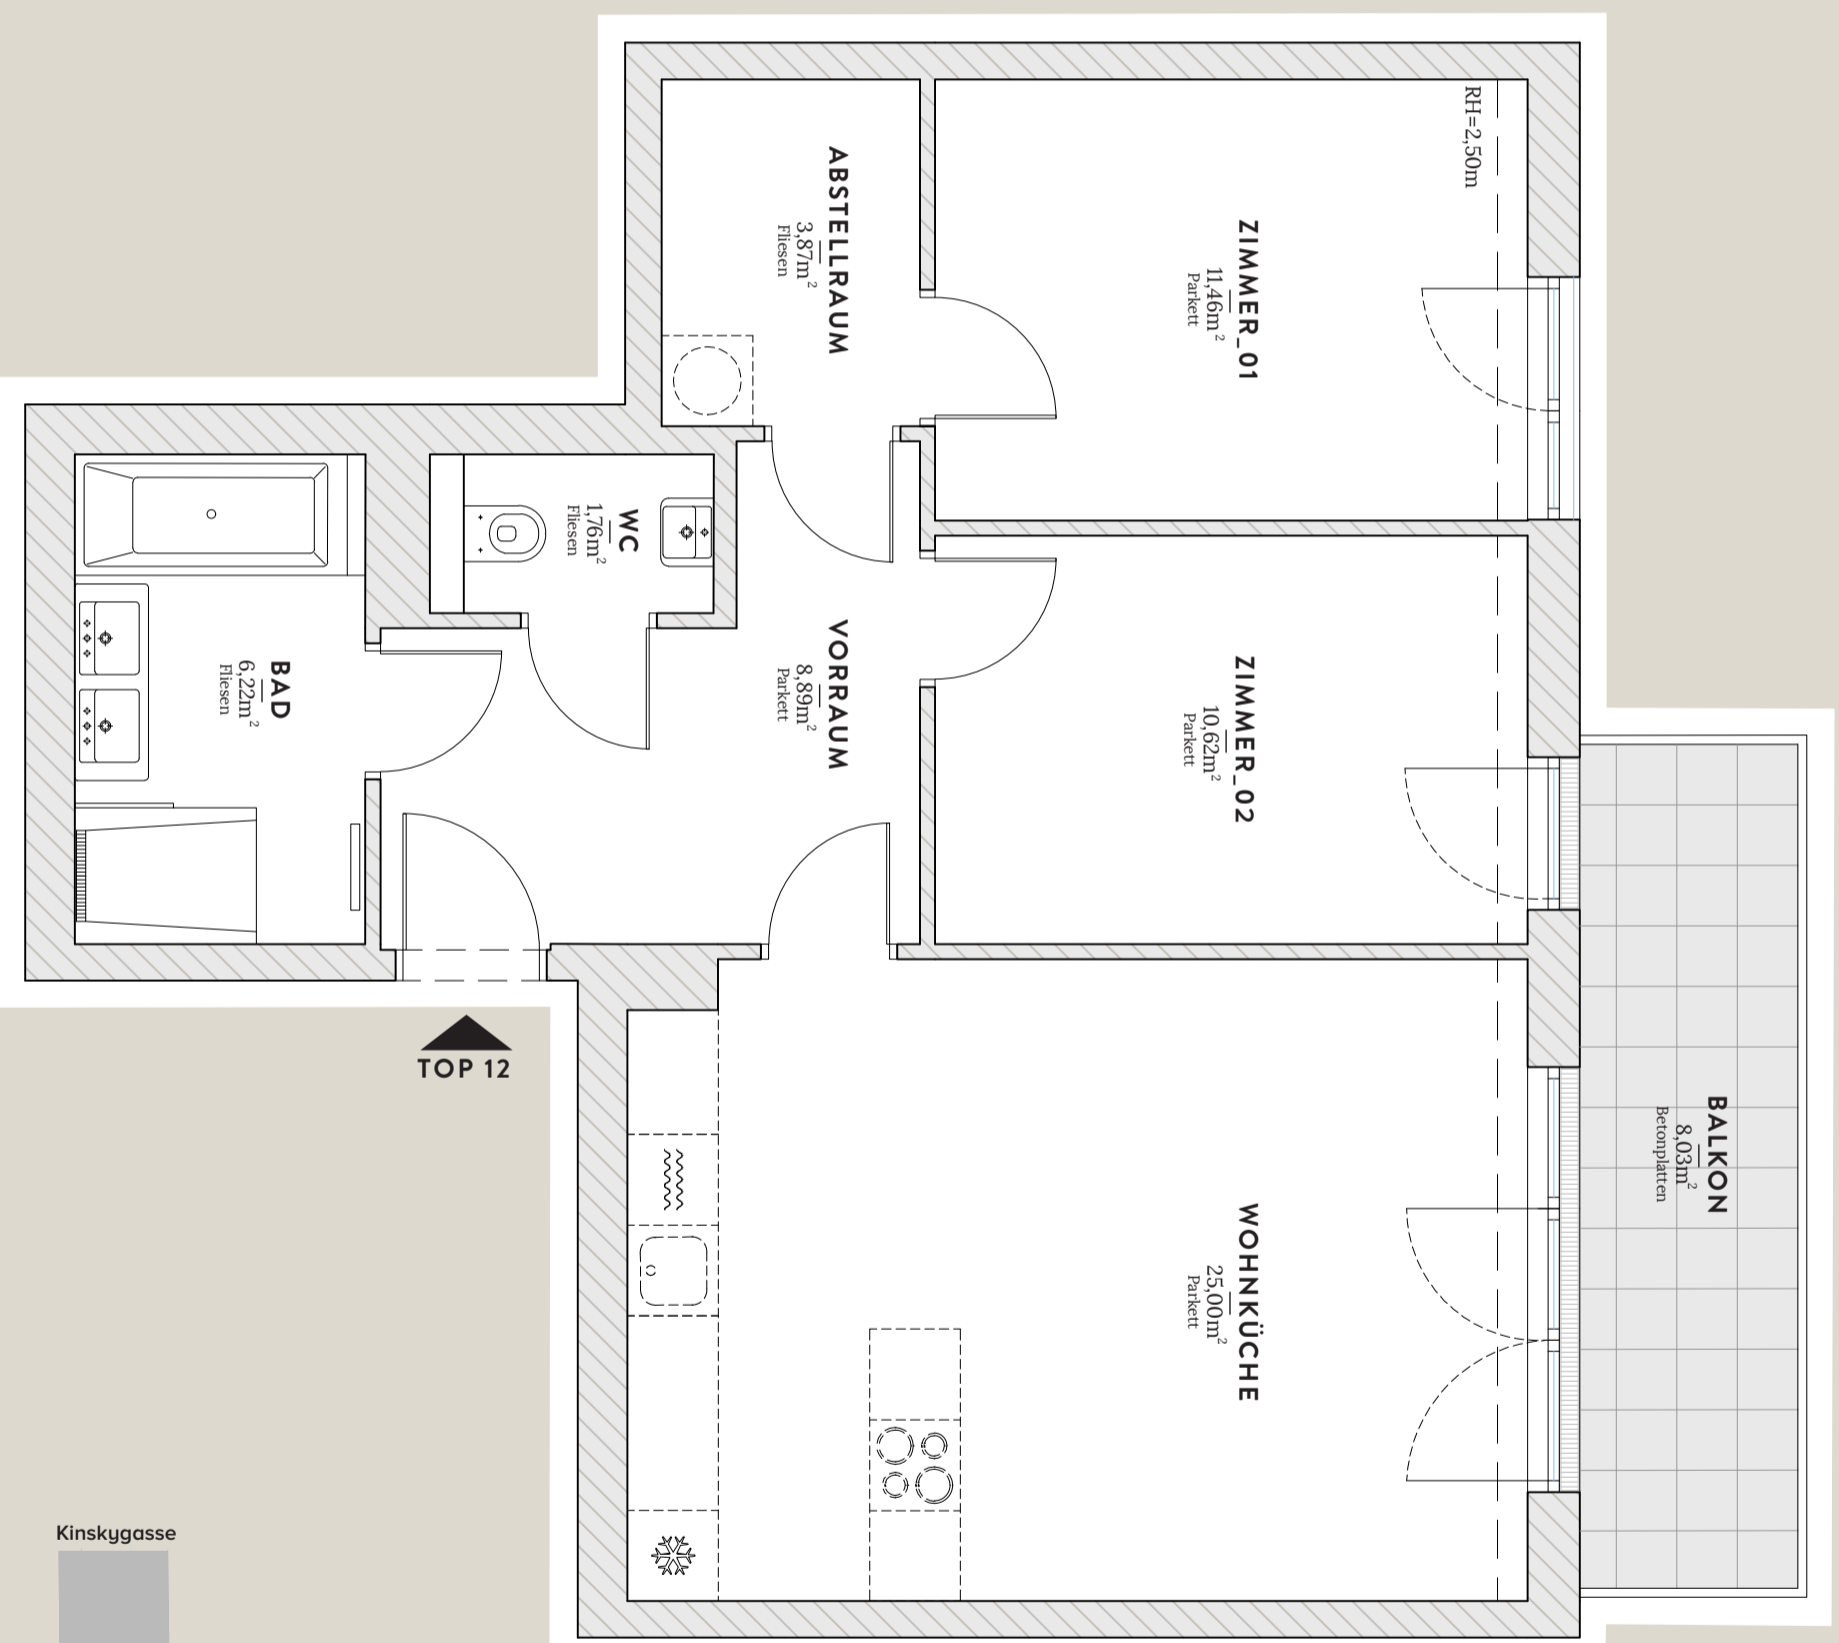 RH=2,50m
ABSTELLRAUM
3,87m²
Fliesen
ZIMMER_01
11,46m²
Parkett
WC
1,76m²
Fliesen
BAD
6,22m²
Fliesen
VORRAUM
8,89m²
Parkett
ZIMMER_02
10,62m²
Parkett
TOP 12
BALKON
8,03m²
Betonplatten
WOHNKÜCHE
25,00m²
Parkett
Kinskygasse